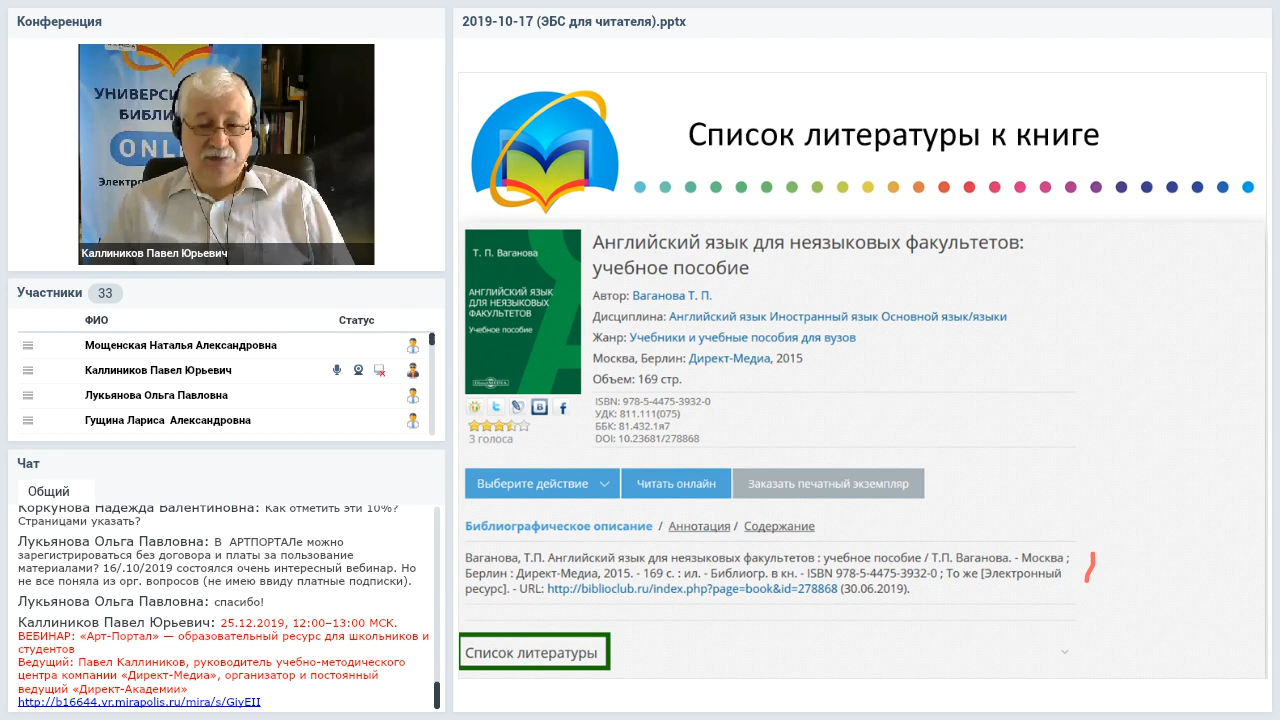 Конференция
УНИВЕРСИ
БИБЛИ
ONL
Электро
Каллиников Павел Юрьевич
Участники 33
ФИО Статус
Мощенская Наталья Александровна
Каллиников Павел Юрьевич
Лукьянова Ольга Павловна
Гущина Лариса Александровна
Чат
Общий
Коркунова Надежда Валентиновна: Как отметить эти 10%?
Страницами указать?
Лукьянова Ольга Павловна: В АРТПОРТАЛе можно
зарегистрироваться без договора и платы за пользование
материалами? 16/.10/2019 состоялся очень интересный вебинар. Но
не все поняла из орг. вопросов (не имею ввиду платные подписки).
Лукьянова Ольга Павловна: спасибо!
Каллиников Павел Юрьевич: 25.12.2019, 12:00–13:00 МСК.
ВЕБИНАР: «Арт-Портал» — образовательный ресурс для школьников и
студентов
Ведущий: Павел Каллиников, руководитель учебно-методического
центра компании «Директ-Медиа», организатор и постоянный
ведущий «Директ-Академии»
http://b16644.vr.mirapolis.ru/mira/s/GiyEII
2019-10-17 (ЭБС для читателя).pptx
Список литературы к книге
Т. П. Ваганова
АНГЛИЙСКИЙ ЯЗЫК
ДЛЯ НЕЯЗЫКОВЫХ
ФАКУЛЬТЕТОВ
Учебное пособие
3 голоса
Английский язык для неязыковых факультетов:
учебное пособие
Автор: Ваганова Т. П.
Дисциплина: Английский язык Иностранный язык Основной язык/языки
Жанр: Учебники и учебные пособия для вузов
Москва, Берлин: Директ-Медиа, 2015
Объем: 169 стр.
ISBN: 978-5-4475-3932-0
УДК: 811.111(075)
ББК: 81.432.1я7
DOI: 10.23681/278868
Выберите действие Читать онлайн Заказать печатный экземпляр
Библиографическое описание / Аннотация / Содержание
Ваганова, Т.П. Английский язык для неязыковых факультетов : учебное пособие / Т.П. Ваганова. - Москва ;
Берлин : Директ-Медиа, 2015. - 169 с. : ил. - Библиогр. в кн. - ISBN 978-5-4475-3932-0 ; То же [Электронный
ресурс]. - URL: http://biblioclub.ru/index.php?page=book&id=278868 (30.06.2019).
Список литературы